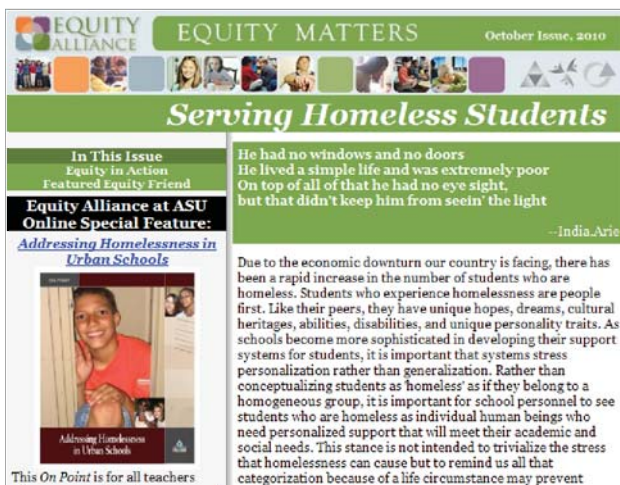 EQUITY
ALLIANCE
EQUITY MATTERS
October Issue, 2010
Serving Homeless Students
In This Issue
Equity in Action
Featured Equity Friend
Equity Alliance at ASU
Online Special Feature:
Addressing Homelessness in
Urban Schools
Addressing Homelessness
in Urban Schools
This On Point is for all teachers
He had no windows and no doors
He lived a simple life and was extremely poor
On top of all of that he had no eye sight,
but that didn't keep him from seein' the light
--India.Arie
Due to the economic downturn our country is facing, there has
been a rapid increase in the number of students who are
homeless. Students who experience homelessness are people
first. Like their peers, they have unique hopes, dreams, cultural
heritages, abilities, disabilities, and unique personality traits. As
schools become more sophisticated in developing their support
systems for students, it is important that systems stress
personalization rather than generalization. Rather than
conceptualizing students as 'homeless' as if they belong to a
homogeneous group, it is important for school personnel to see
students who are homeless as individual human beings who
need personalized support that will meet their academic and
social needs. This stance is not intended to trivialize the stress
that homelessness can cause but to remind us all that
categorization because of a life circumstance may prevent